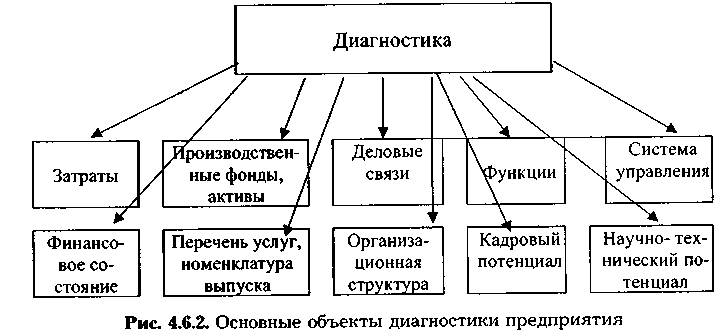 Диагностика
Затраты
Производствен-
ные фонды,
активы
Деловые
связи
Функции
Система
управления
Финансо-
вое со-
стояние
Перечень услуг,
номенклатура
выпуска
Организа-
ционная
структура
Кадровый
потенциал
Научно- тех-
нический по-
тенциал
Рис. 4.6.2. Основные объекты диагностики предприятия